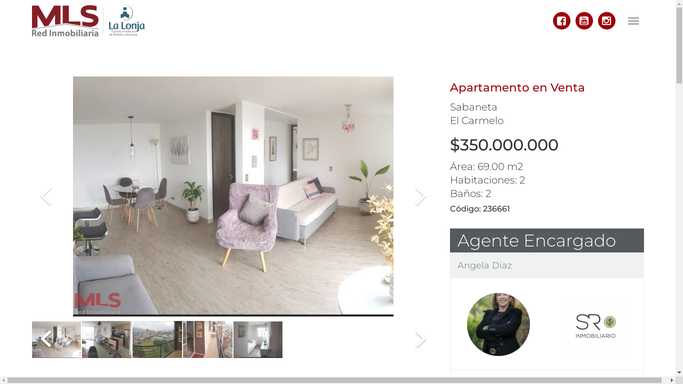 MLS
Red Inmobiliaria
La Lonja
Apartamento en Venta
Sabaneta
El Carmelo
$350.000.000
Área: 69.00 m2
Habitaciones: 2
Baños: 2
Código: 236661
Agente Encargado
Angela Diaz
MLS
SR
INMOBILIARIO